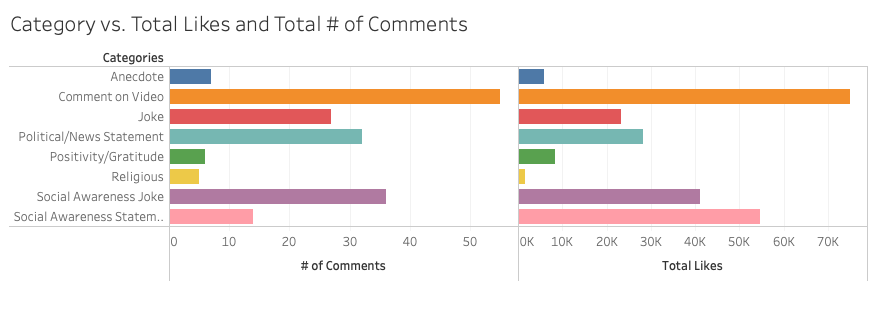 Category vs. Total Likes and Total # of Comments
Categories
Anecdote
Comment on Video
Joke
Political/News Statement
Positivity/Gratitude
Religious
Social Awareness Joke
Social Awareness Statem..
0 10 20 30 40 50
0K 10K 20K 30K 40K 50K 60K 70K
# of Comments
Total Likes